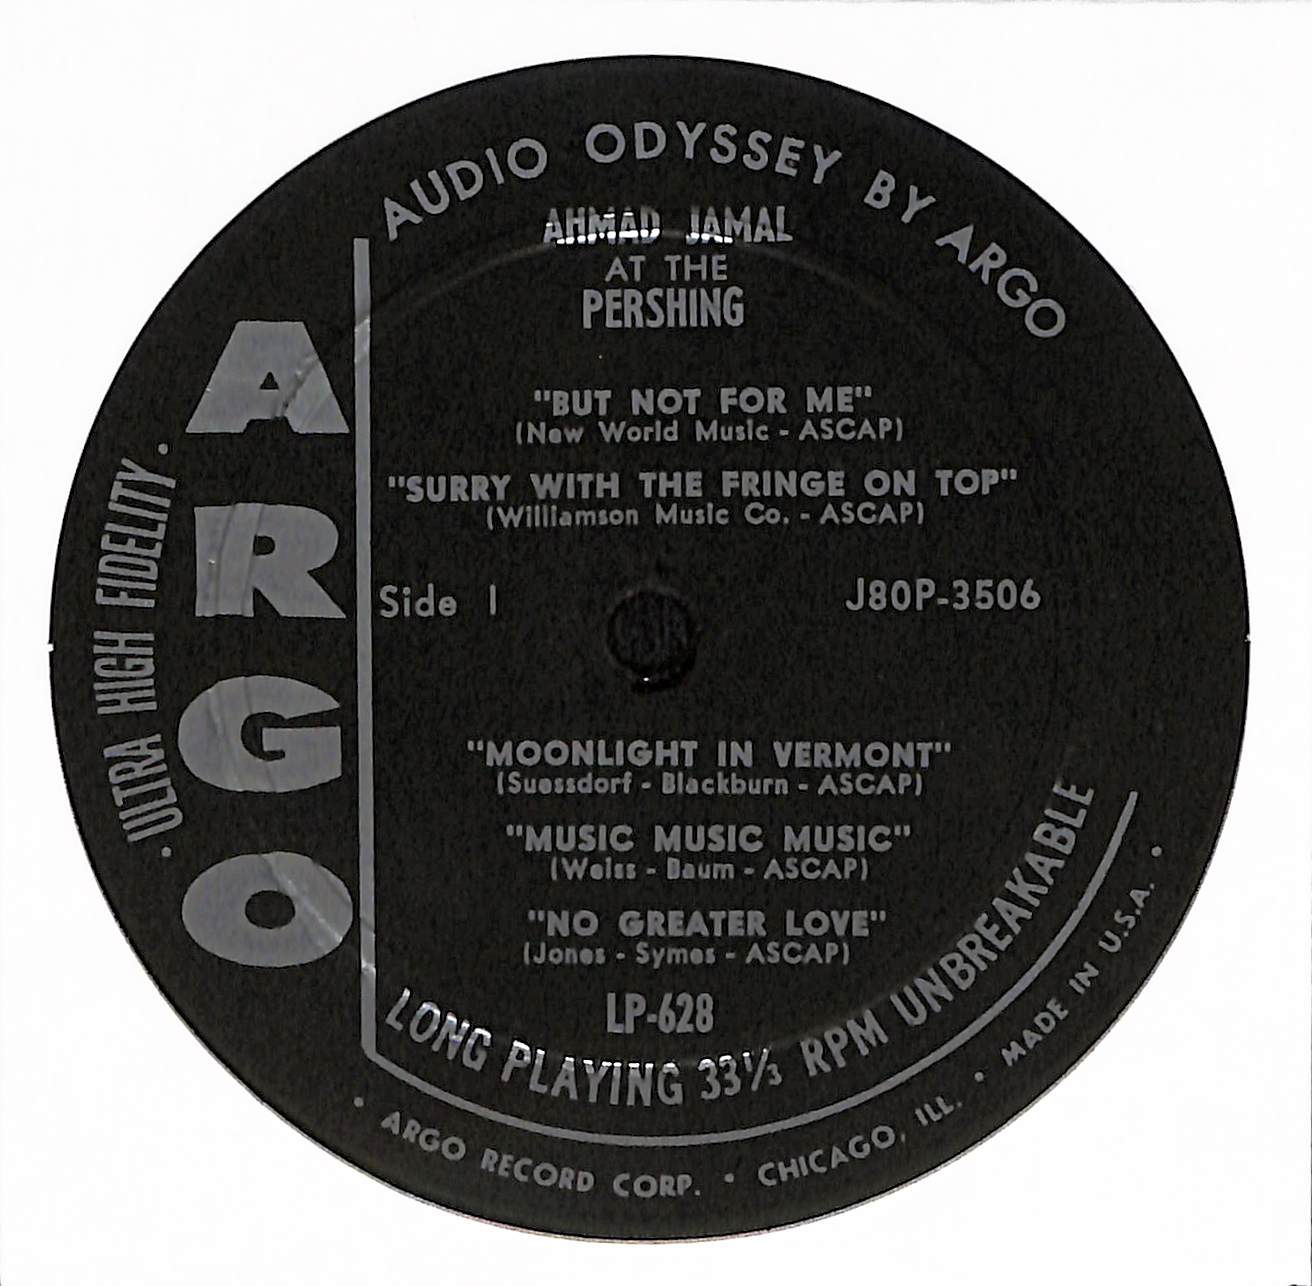 AUDIO ODYSSEY BY ARGO
AHMAD JAMAL
AT THE
PERSHING
"BUT NOT FOR ME"
(New World Music - ASCAP)
"SURRY WITH THE FRINGE ON TOP"
(Williamson Music Co. - ASCAP)
Side 1
J80P-3506
"MOONLIGHT IN VERMONT"
(Suessdorf - Blackburn - ASCAP)
"MUSIC MUSIC MUSIC"
(Weiss - Baum - ASCAP)
"NO GREATER LOVE"
(Jones - Symes - ASCAP)
LP-628
LONG PLAYING 33⅓ RPM UNBREAKABLE
ARGO
• ULTRA HIGH FIDELITY •
• ARGO RECORD CORP. • CHICAGO, ILL. • MADE IN U.S.A. •